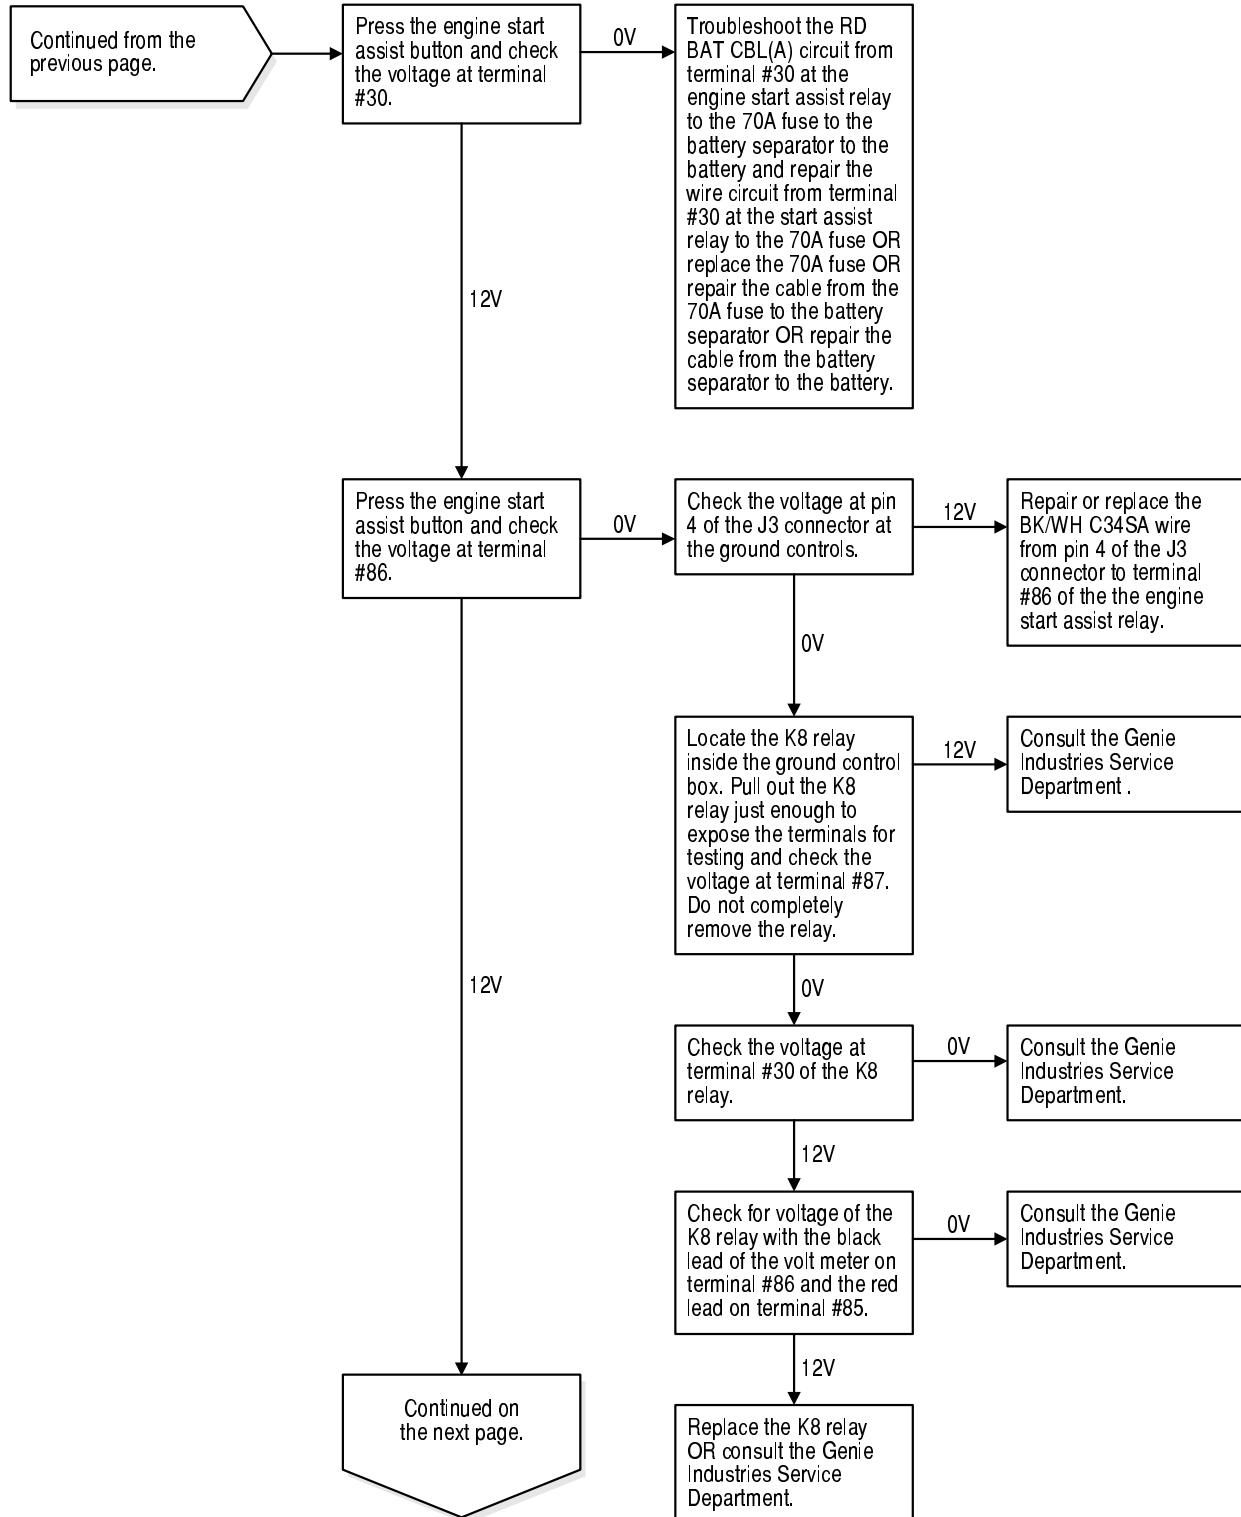 Continued from the
previous page.
Press the engine start
assist button and check
the voltage at terminal
#30.
0V
Troubleshoot the RD
BAT CBL(A) circuit from
terminal #30 at the
engine start assist relay
to the 70A fuse to the
battery separator to the
battery and repair the
wire circuit from terminal
#30 at the start assist
relay to the 70A fuse OR
replace the 70A fuse OR
repair the cable from the
70A fuse to the battery
separator OR repair the
cable from the battery
separator to the battery.
12V
Press the engine start
assist button and check
the voltage at terminal
#86.
0V
Check the voltage at pin
4 of the J3 connector at
the ground controls.
12V
Repair or replace the
BK/WH C34SA wire
from pin 4 of the J3
connector to terminal
#86 of the the engine
start assist relay.
0V
Locate the K8 relay
inside the ground control
box. Pull out the K8
relay just enough to
expose the terminals for
testing and check the
voltage at terminal #87.
Do not completely
remove the relay.
12V
Consult the Genie
Industries Service
Department .
12V
0V
Check the voltage at
terminal #30 of the K8
relay.
0V
Consult the Genie
Industries Service
Department.
12V
Check for voltage of the
K8 relay with the black
lead of the volt meter on
terminal #86 and the red
lead on terminal #85.
0V
Consult the Genie
Industries Service
Department.
12V
Continued on
the next page.
Replace the K8 relay
OR consult the Genie
Industries Service
Department.